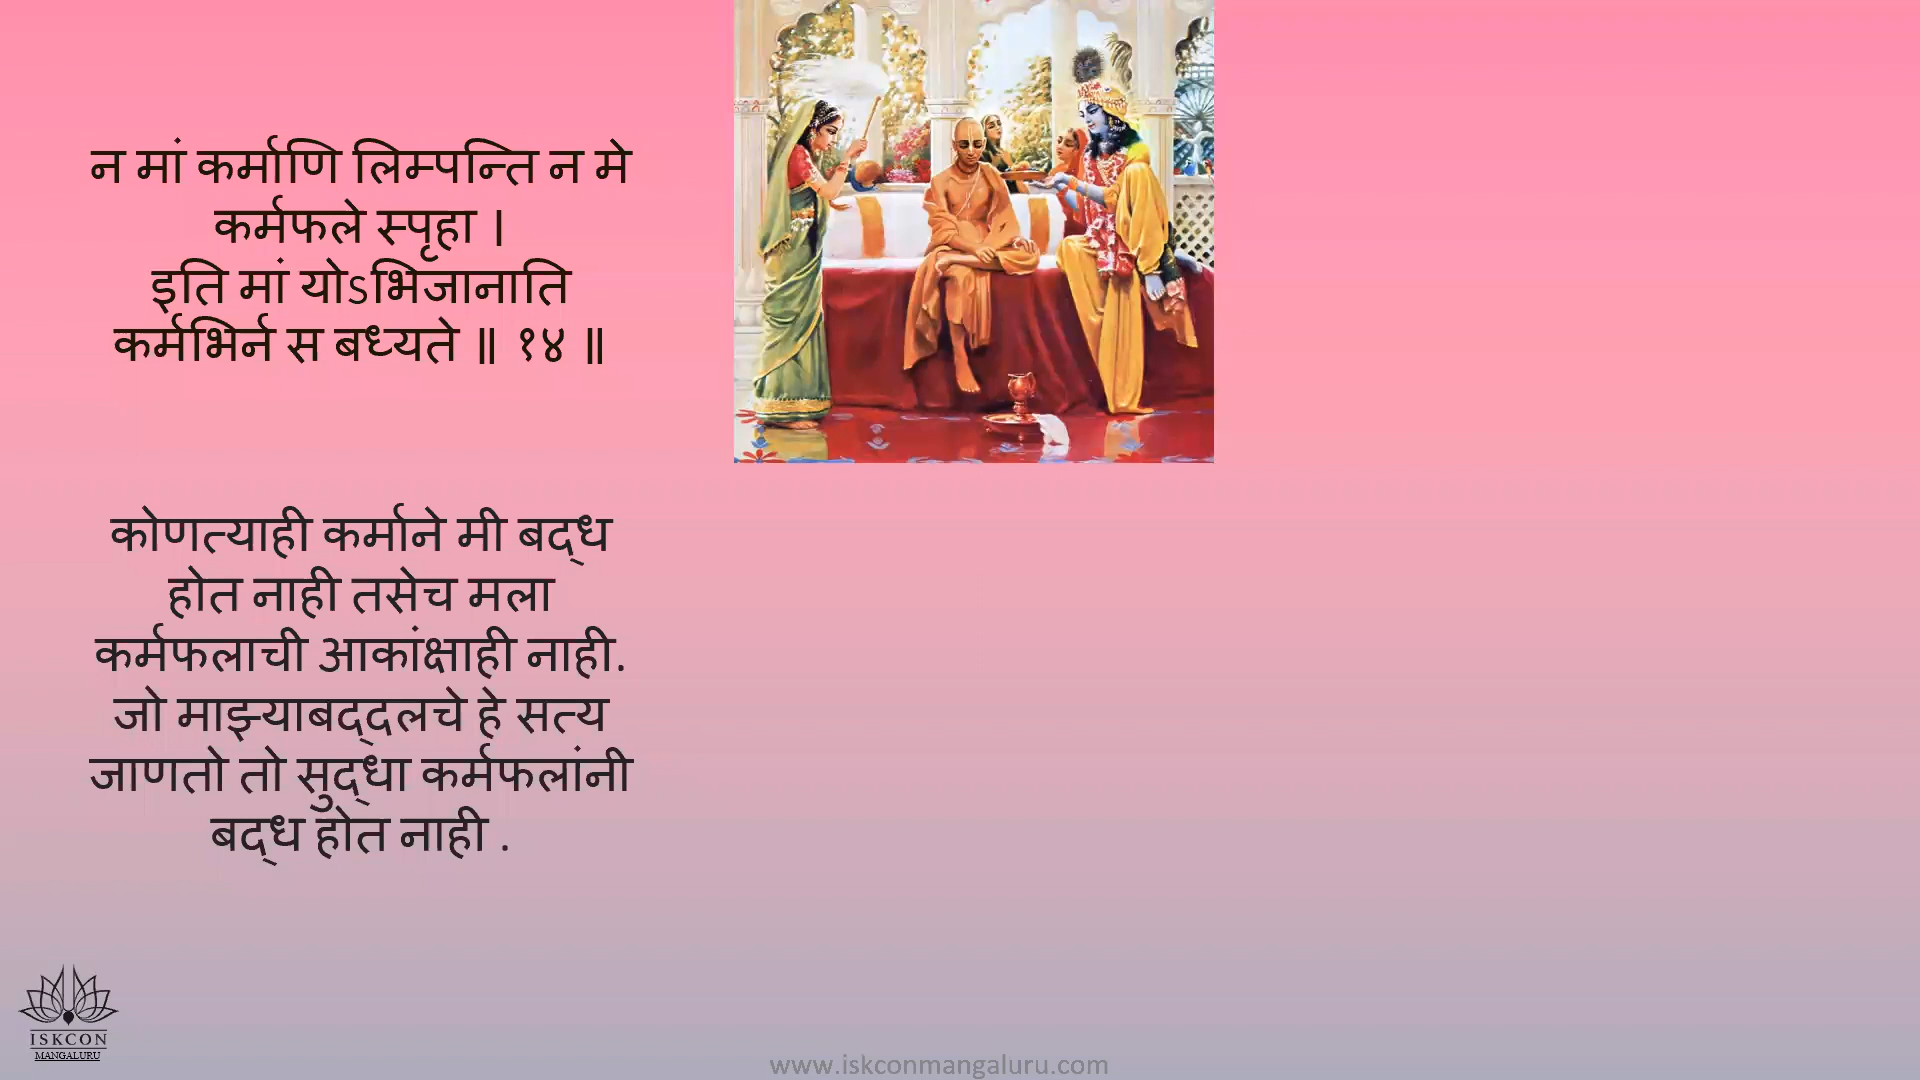 न मां कर्माणि लिम्पन्ति न मे
कर्मफले स्पृहा ।
इति मां योऽभिजानाति
कर्मभिर्न स बध्यते ॥ १४ ॥
कोणत्याही कर्माने मी बद्ध
होत नाही तसेच मला
कर्मफलाची आकांक्षाही नाही.
जो माझ्याबद्दलचे हे सत्य
जाणतो तो सुद्धा कर्मफलांनी
बद्ध होत नाही .
ISKCON
MANGALURU
www.iskconmangaluru.com